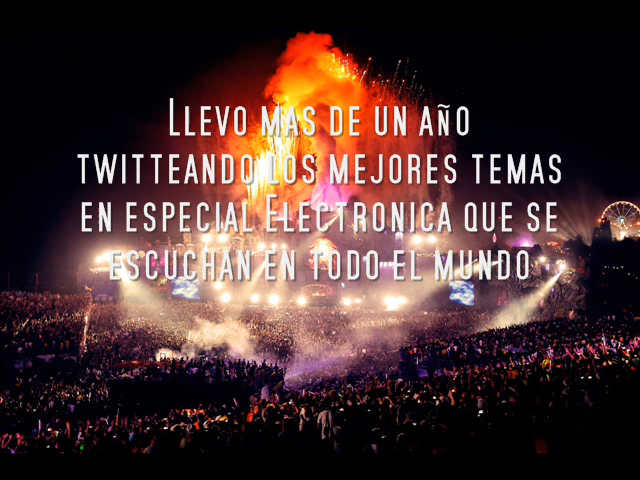 Llevo mas de un año
twitteando los mejores temas
en especial Electronica que se
escuchan en todo el mundo